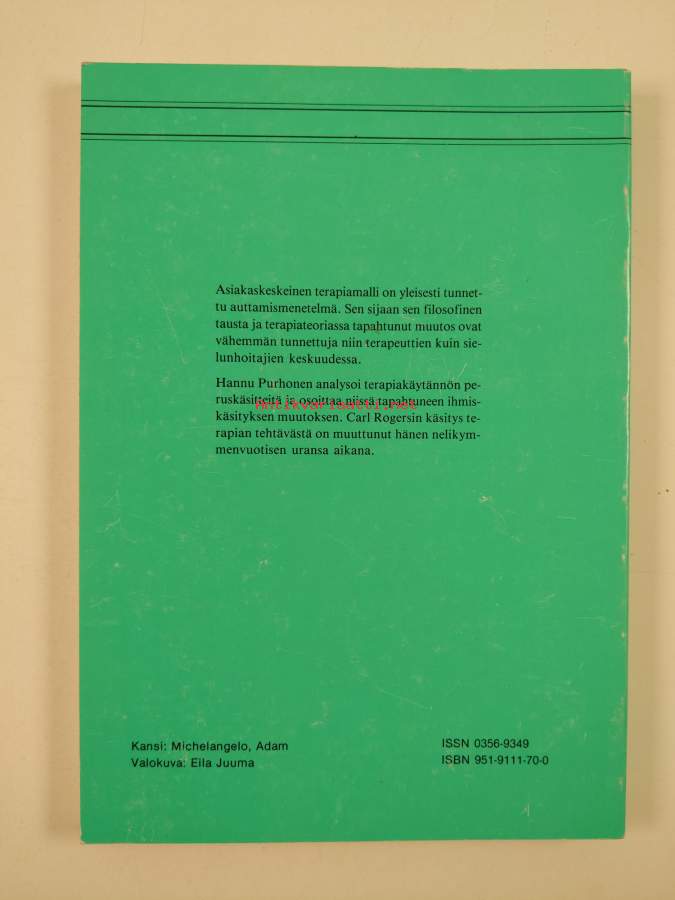 Asiakaskeskeinen terapiamalli on yleisesti tunnet-
tu auttamismenetelmä. Sen sijaan sen filosofinen
tausta ja terapiateoriassa tapahtunut muutos ovat
vähemmän tunnettuja niin terapeuttien kuin sie-
lunhoitajien keskuudessa.
Hannu Purhonen analysoi terapiakäytännön pe-
ruskäsitteitä ja osoittaa niissä tapahtuneen ihmis-
antikvariaatti.net
käsityksen muutoksen. Carl Rogersin käsitys te-
rapian tehtävästä on muuttunut hänen nelikym-
menvuotisen uransa aikana.
Kansi: Michelangelo, Adam
Valokuva: Eila Juuma
ISSN 0356-9349
ISBN 951-9111-70-0